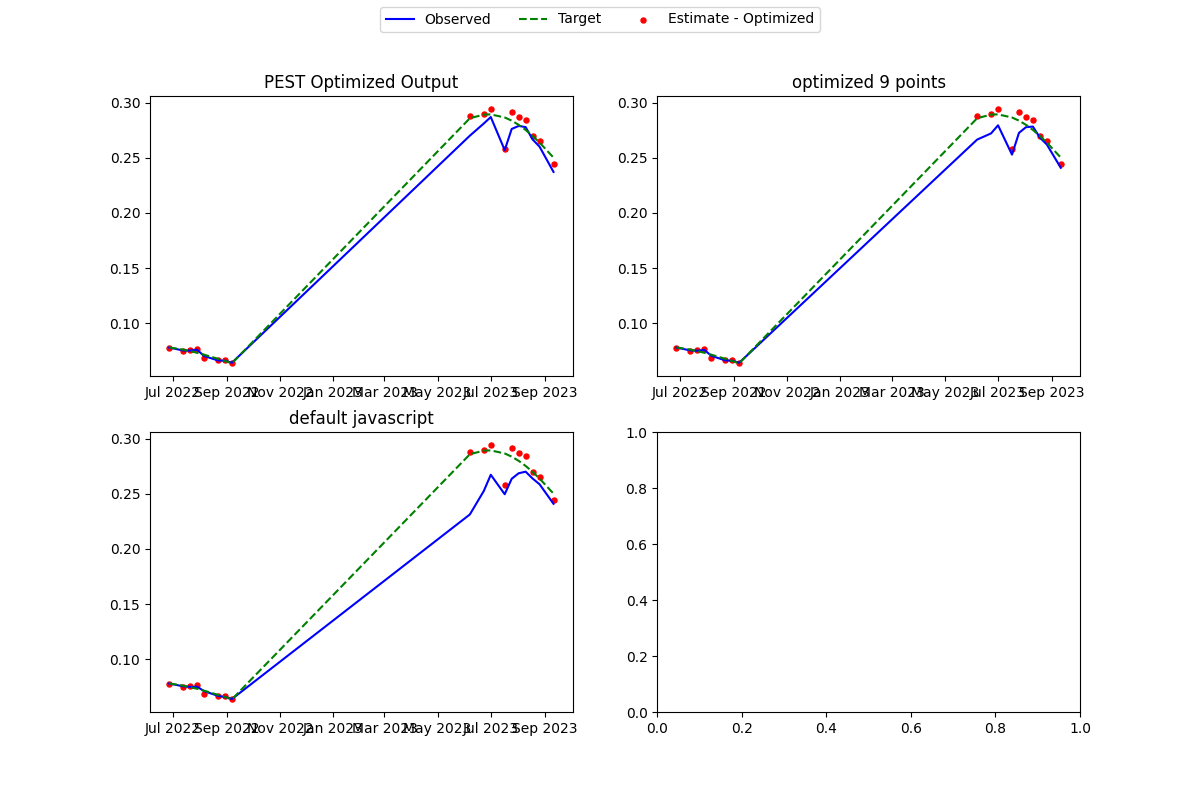 Observed Target Estimate - Optimized
PEST Optimized Output
optimized 9 points
0.30
0.25
0.20
0.15
0.10
Jul 2022 Sep 2022 Nov 2022 Jan 2023 Mar 2023 May 2023 Jul 2023 Sep 2023
0.30
0.25
0.20
0.15
0.10
Jul 2022 Sep 2022 Nov 2022 Jan 2023 Mar 2023 May 2023 Jul 2023 Sep 2023
default javascript
0.30
0.25
0.20
0.15
0.10
Jul 2022 Sep 2022 Nov 2022 Jan 2023 Mar 2023 May 2023 Jul 2023 Sep 2023
1.0
0.8
0.6
0.4
0.2
0.0
0.0 0.2 0.4 0.6 0.8 1.0